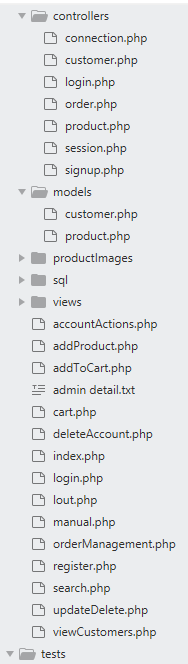 controllers
connection.php
customer.php
login.php
order.php
product.php
session.php
signup.php
models
customer.php
product.php
productImages
sql
views
accountActions.php
addProduct.php
addToCart.php
admin detail.txt
cart.php
deleteAccount.php
index.php
login.php
lout.php
manual.php
orderManagement.php
register.php
search.php
updateDelete.php
viewCustomers.php
tests